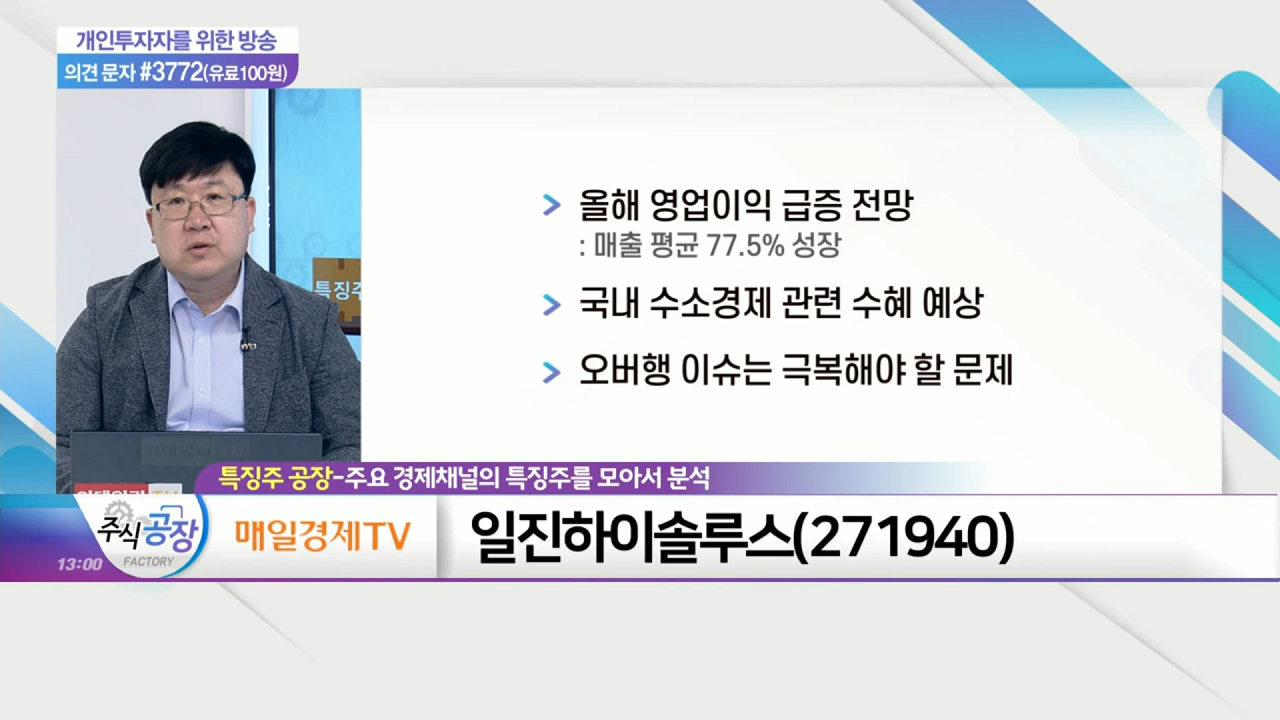 개인투자자를 위한 방송
의견 문자 #3772(유료100원)
> 올해 영업이익 급증 전망
: 매출 평균 77.5% 성장
> 국내 수소경제 관련 수혜 예상
> 오버행 이슈는 극복해야 할 문제
특징주
특징주 공장-주요 경제채널의 특징주를 모아서 분석
주식공장
FACTORY
13:00
매일경제TV
일진하이솔루스(271940)